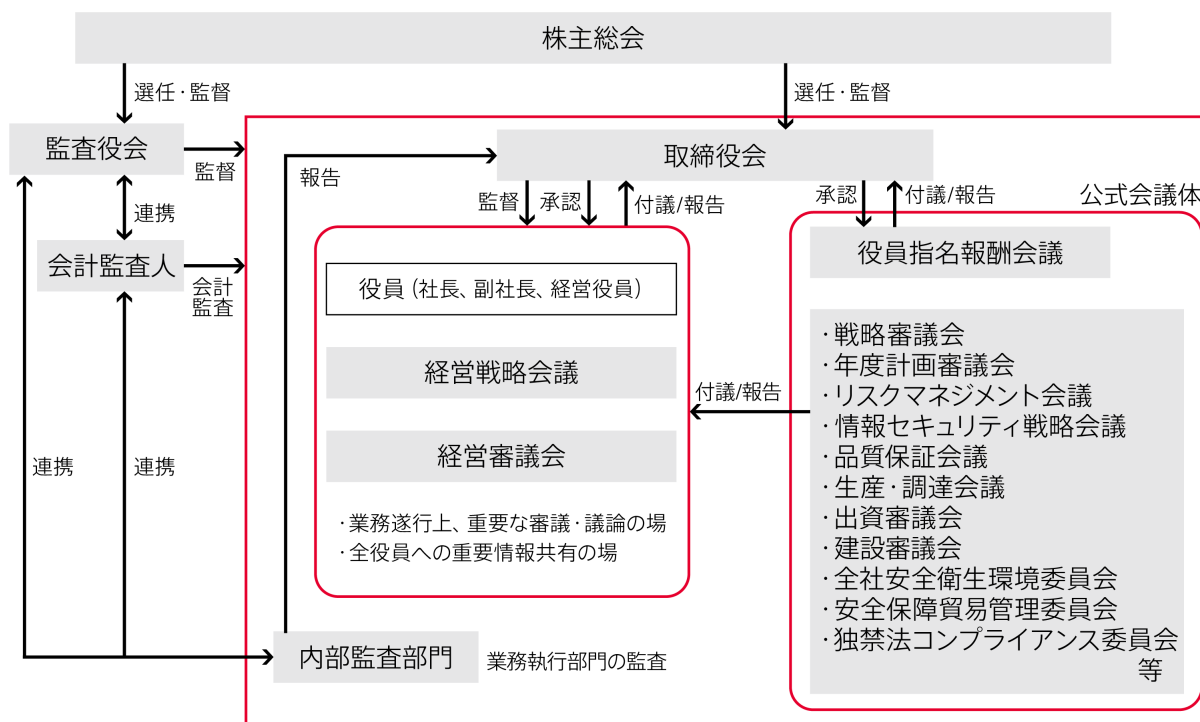 株主総会
選任・監督
選任・監督
監査役会
監督
取締役会
報告
連携
監督
承認
付議/報告
承認
付議/報告
公式会議体
会計監査人
会計
監査
役員指名報酬会議
役員（社長、副社長、経営役員）
経営戦略会議
経営審議会
・業務遂行上、重要な審議・議論の場
・全役員への重要情報共有の場
付議/報告
・戦略審議会
・年度計画審議会
・リスクマネジメント会議
・情報セキュリティ戦略会議
・品質保証会議
・生産・調達会議
・出資審議会
・建設審議会
・全社安全衛生環境委員会
・安全保障貿易管理委員会
・独禁法コンプライアンス委員会
等
連携
連携
内部監査部門
業務執行部門の監査